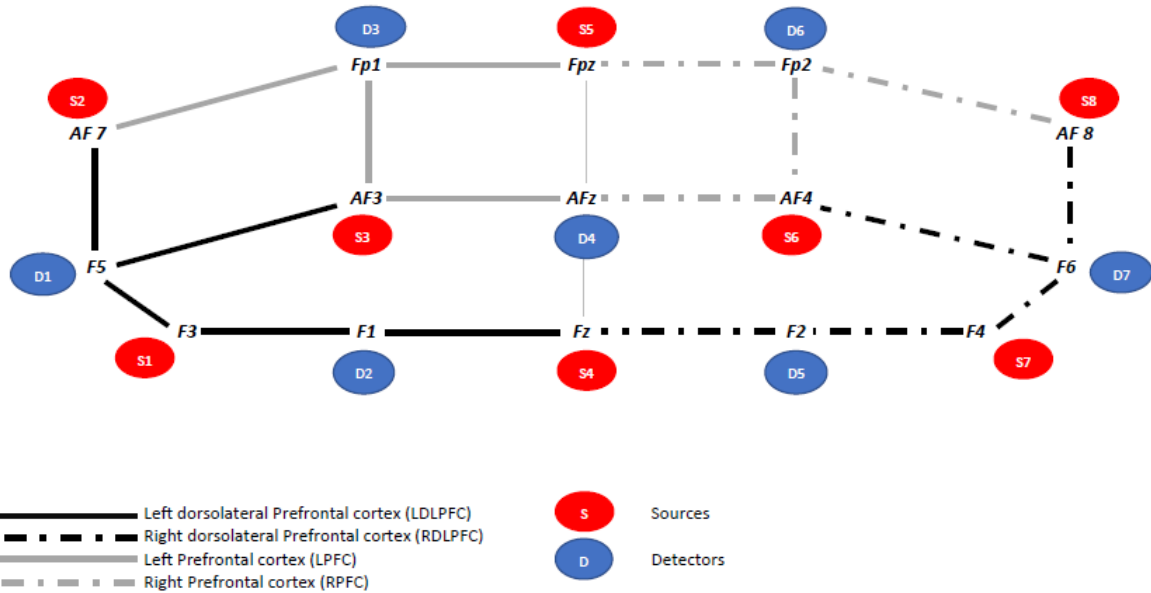 D3
S5
D6
Fp1
Fpz
Fp2
S2
S8
AF 7
AF 8
AF3
AFz
AF4
S3
D4
S6
D1
F5
F6
D7
F3
F1
Fz
F2
F4
S1
D2
S4
D5
S7
Left dorsolateral Prefrontal cortex (LDLPFC)
Right dorsolateral Prefrontal cortex (RDLPFC)
Left Prefrontal cortex (LPFC)
Right Prefrontal cortex (RPFC)
S Sources
D Detectors